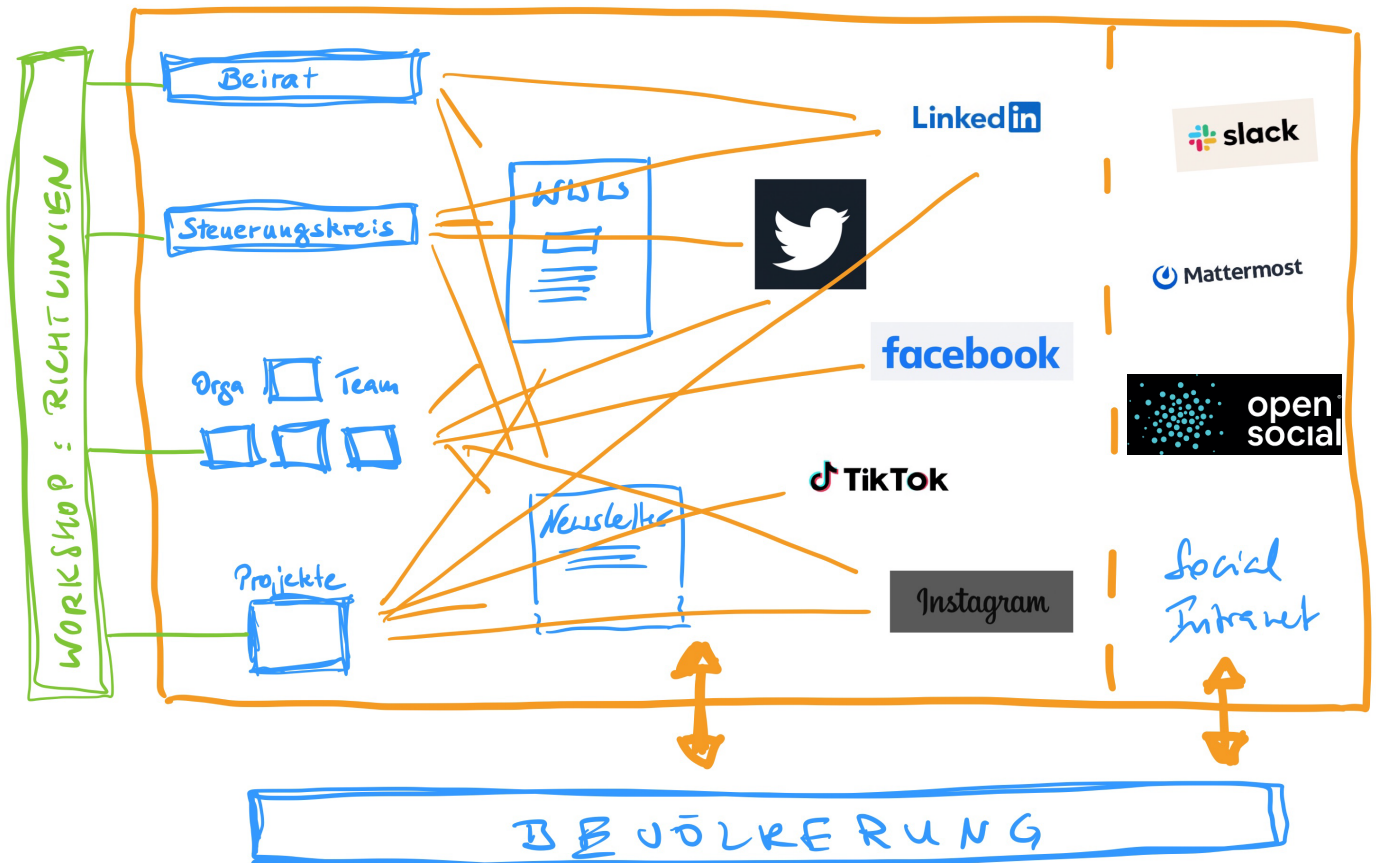 WORKSHOP : RICHTLINIEN
Beirat
Steuerungskreis
Orga Team
Projekte
WWW
Newsletter
LinkedIn
facebook
TikTok
Instagram
slack
Mattermost
open
social
Social
Intranet
BEVÖLKERUNG